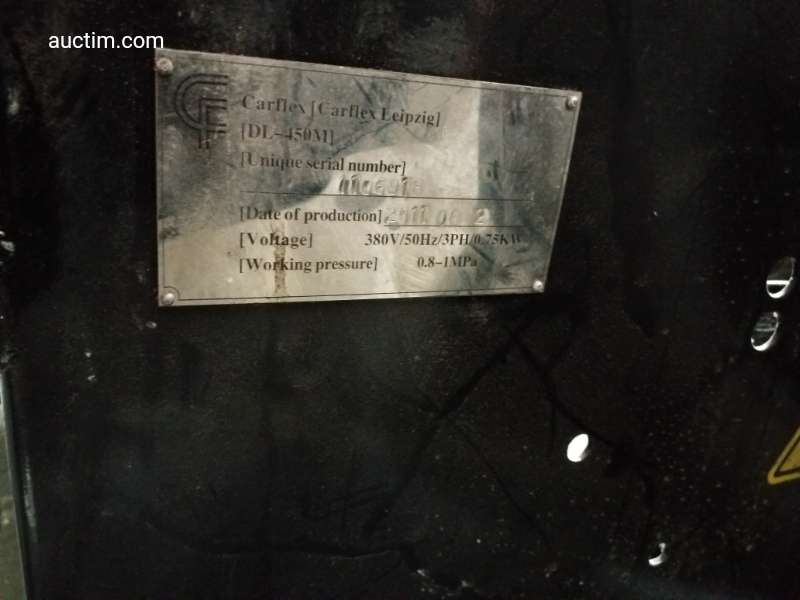 auctim.com
Carflex [Carflex Leipzig]
[DL-450M]
[Unique serial number]
[Date of production]
[Voltage] 380V/50Hz/3PH/0.75KW
[Working pressure] 0.8-1MPa